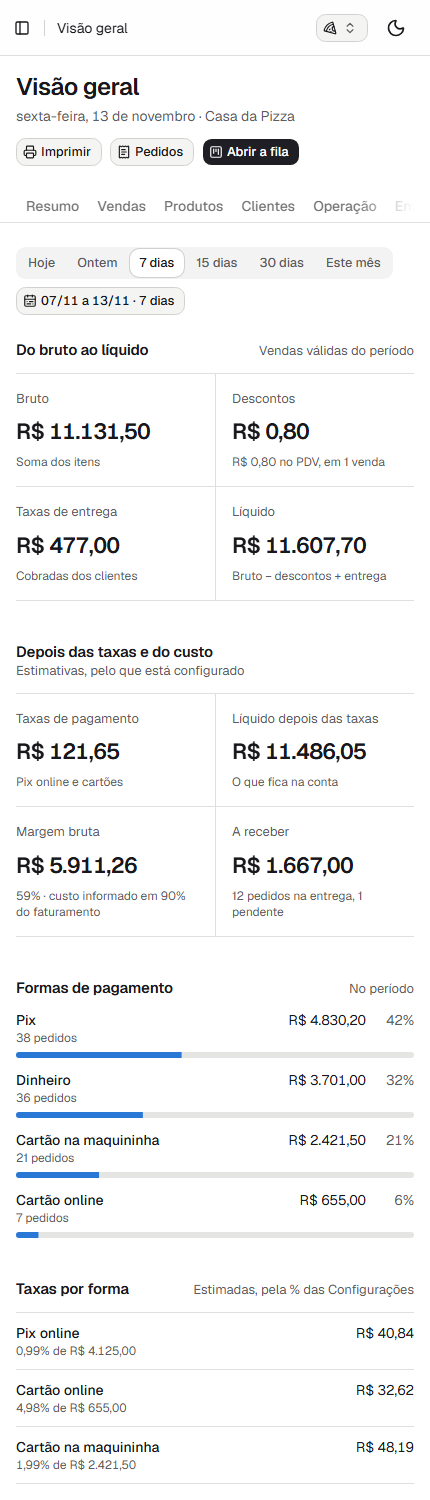 Visão geral
Visão geral
sexta-feira, 13 de novembro · Casa da Pizza
Imprimir Pedidos Abrir a fila
Resumo Vendas Produtos Clientes Operação
Hoje Ontem 7 dias 15 dias 30 dias Este mês
07/11 a 13/11 · 7 dias
Do bruto ao líquido Vendas válidas do período
Bruto Descontos
R$ 11.131,50 R$ 0,80
Soma dos itens R$ 0,80 no PDV, em 1 venda
Taxas de entrega Líquido
R$ 477,00 R$ 11.607,70
Cobradas dos clientes Bruto − descontos + entrega
Depois das taxas e do custo
Estimativas, pelo que está configurado
Taxas de pagamento Líquido depois das taxas
R$ 121,65 R$ 11.486,05
Pix online e cartões O que fica na conta
Margem bruta A receber
R$ 5.911,26 R$ 1.667,00
59% · custo informado em 90% 12 pedidos na entrega, 1
do faturamento pendente
Formas de pagamento No período
Pix R$ 4.830,20 42%
38 pedidos
Dinheiro R$ 3.701,00 32%
36 pedidos
Cartão na maquininha R$ 2.421,50 21%
21 pedidos
Cartão online R$ 655,00 6%
7 pedidos
Taxas por forma Estimadas, pela % das Configurações
Pix online R$ 40,84
0,99% de R$ 4.125,00
Cartão online R$ 32,62
4,98% de R$ 655,00
Cartão na maquininha R$ 48,19
1,99% de R$ 2.421,50